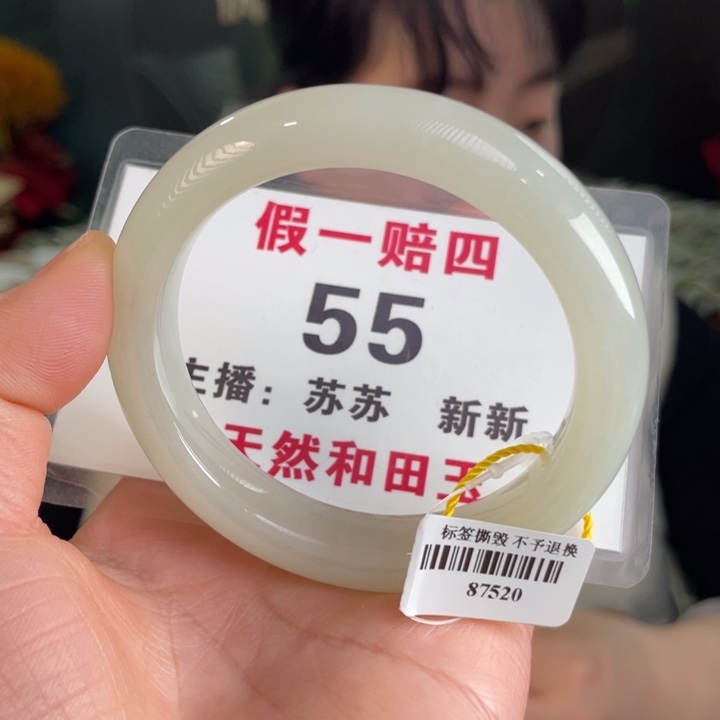 假一赔四
55
主播：苏苏 新新
天然和田玉
标签撕毁 不予退换
87520